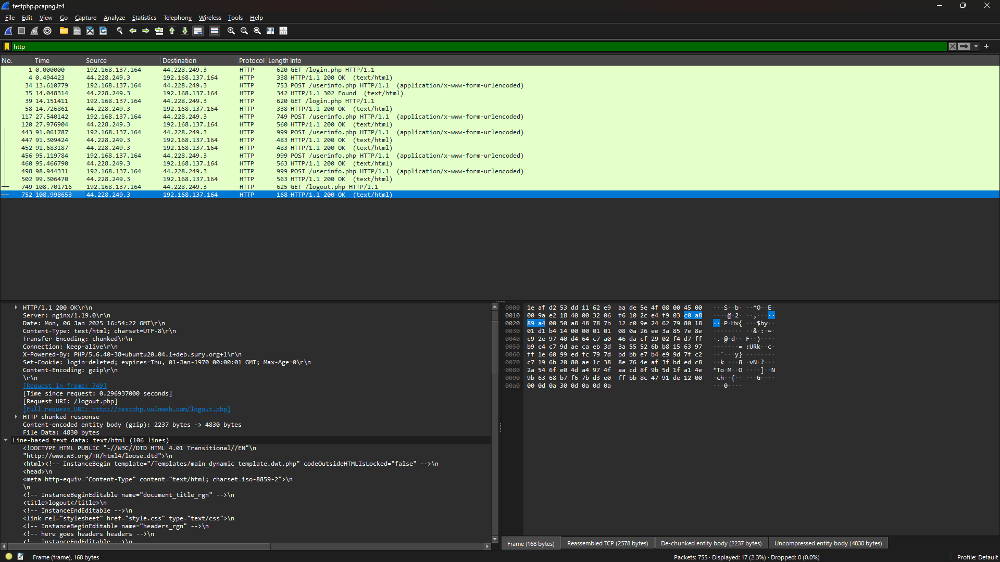 testphp.pcapng.lz4
File Edit View Go Capture Analyze Statistics Telephony Wireless Tools Help
http
No. Time Source Destination Protocol Length Info
1 0.000000 192.168.137.164 44.228.249.3 HTTP 620 GET /login.php HTTP/1.1
4 0.494423 44.228.249.3 192.168.137.164 HTTP 338 HTTP/1.1 200 OK (text/html)
34 13.610779 192.168.137.164 44.228.249.3 HTTP 753 POST /userinfo.php HTTP/1.1 (application/x-www-form-urlencoded)
35 14.048314 44.228.249.3 192.168.137.164 HTTP 342 HTTP/1.1 302 Found (text/html)
39 14.151411 192.168.137.164 44.228.249.3 HTTP 620 GET /login.php HTTP/1.1
58 14.726861 44.228.249.3 192.168.137.164 HTTP 338 HTTP/1.1 200 OK (text/html)
117 27.540142 192.168.137.164 44.228.249.3 HTTP 749 POST /userinfo.php HTTP/1.1 (application/x-www-form-urlencoded)
120 27.976904 44.228.249.3 192.168.137.164 HTTP 560 HTTP/1.1 200 OK (text/html)
443 91.061787 192.168.137.164 44.228.249.3 HTTP 999 POST /userinfo.php HTTP/1.1 (application/x-www-form-urlencoded)
447 91.309424 44.228.249.3 192.168.137.164 HTTP 483 HTTP/1.1 200 OK (text/html)
452 91.683187 44.228.249.3 192.168.137.164 HTTP 483 HTTP/1.1 200 OK (text/html)
456 95.119784 192.168.137.164 44.228.249.3 HTTP 999 POST /userinfo.php HTTP/1.1 (application/x-www-form-urlencoded)
460 95.466790 44.228.249.3 192.168.137.164 HTTP 563 HTTP/1.1 200 OK (text/html)
498 98.944331 192.168.137.164 44.228.249.3 HTTP 999 POST /userinfo.php HTTP/1.1 (application/x-www-form-urlencoded)
502 99.306470 44.228.249.3 192.168.137.164 HTTP 563 HTTP/1.1 200 OK (text/html)
749 108.701716 192.168.137.164 44.228.249.3 HTTP 625 GET /logout.php HTTP/1.1
752 108.998653 44.228.249.3 192.168.137.164 HTTP 168 HTTP/1.1 200 OK (text/html)
HTTP/1.1 200 OK\r\n
Server: nginx/1.19.0\r\n
Date: Mon, 06 Jan 2025 16:54:22 GMT\r\n
Content-Type: text/html; charset=UTF-8\r\n
Transfer-Encoding: chunked\r\n
Connection: keep-alive\r\n
X-Powered-By: PHP/5.6.40-38+ubuntu20.04.1+deb.sury.org+1\r\n
Set-Cookie: login=deleted; expires=Thu, 01-Jan-1970 00:00:01 GMT; Max-Age=0\r\n
Content-Encoding: gzip\r\n
\r\n
[Request in frame: 749]
[Time since request: 0.296937000 seconds]
[Request URI: /logout.php]
[Full request URI: http://testphp.vulnweb.com/logout.php]
HTTP chunked response
Content-encoded entity body (gzip): 2237 bytes -> 4830 bytes
File Data: 4830 bytes
Line-based text data: text/html (106 lines)
<!DOCTYPE HTML PUBLIC "-//W3C//DTD HTML 4.01 Transitional//EN"\n
"http://www.w3.org/TR/html4/loose.dtd">\n
<html><!-- InstanceBegin template="/Templates/main_dynamic_template.dwt.php" codeOutsideHTMLIsLocked="false" -->\n
<head>\n
<meta http-equiv="Content-Type" content="text/html; charset=iso-8859-2">\n
\n
<!-- InstanceBeginEditable name="document_title_rgn" -->\n
<title>logout</title>\n
<!-- InstanceEndEditable -->\n
<link rel="stylesheet" href="style.css" type="text/css">\n
<!-- InstanceBeginEditable name="headers_rgn" -->\n
<!-- here goes headers headers -->\n
<!-- InstanceEndEditable -->\n
0000 1e af d2 53 dd 11 62 e9 aa de 5e 4f 08 00 45 00 ···S··b· ··^O··E·
0010 00 9a e2 18 40 00 32 06 f6 10 2c e4 f9 03 c0 a8 ····@·2· ··,·····
0020 89 a4 00 50 a8 48 78 7b 12 c0 9e 24 62 79 80 18 ···P·Hx{ ···$by··
0030 01 d1 b4 14 00 00 01 01 08 0a 26 ee 3a 85 7e 8e ········ ··&·:·~·
0040 c9 2e 97 40 d4 64 c7 a0 46 da cf 29 02 f4 d7 ff ·.·@·d·· F··)····
0050 b9 c4 c7 9d ae ca eb 3d 3a 55 52 6b b8 15 63 97 ·······= :URk··c·
0060 ff 1e 60 99 ed fc 79 7d bd bb e7 b4 e9 9d 7f c2 ··`···y} ········
0070 c7 19 6b 20 80 ae 1c 38 8e 76 4e af 3f bd ed c8 ··k ···8 ·vN·?···
0080 2a 54 6f e0 4d a4 97 4f aa cd 8f 9b 5d 1f a1 4e *To·M··O ····]··N
0090 9b 63 68 b7 f6 7b d3 e0 ff bb 8c 47 91 de 12 00 ·ch··{·· ···G····
00a0 00 0d 0a 30 0d 0a 0d 0a ···0····
Frame (168 bytes) Reassembled TCP (2578 bytes) De-chunked entity body (2237 bytes) Uncompressed entity body (4830 bytes)
Frame (frame), 168 bytes Packets: 755 · Displayed: 17 (2.3%) · Dropped: 0 (0.0%) Profile: Default